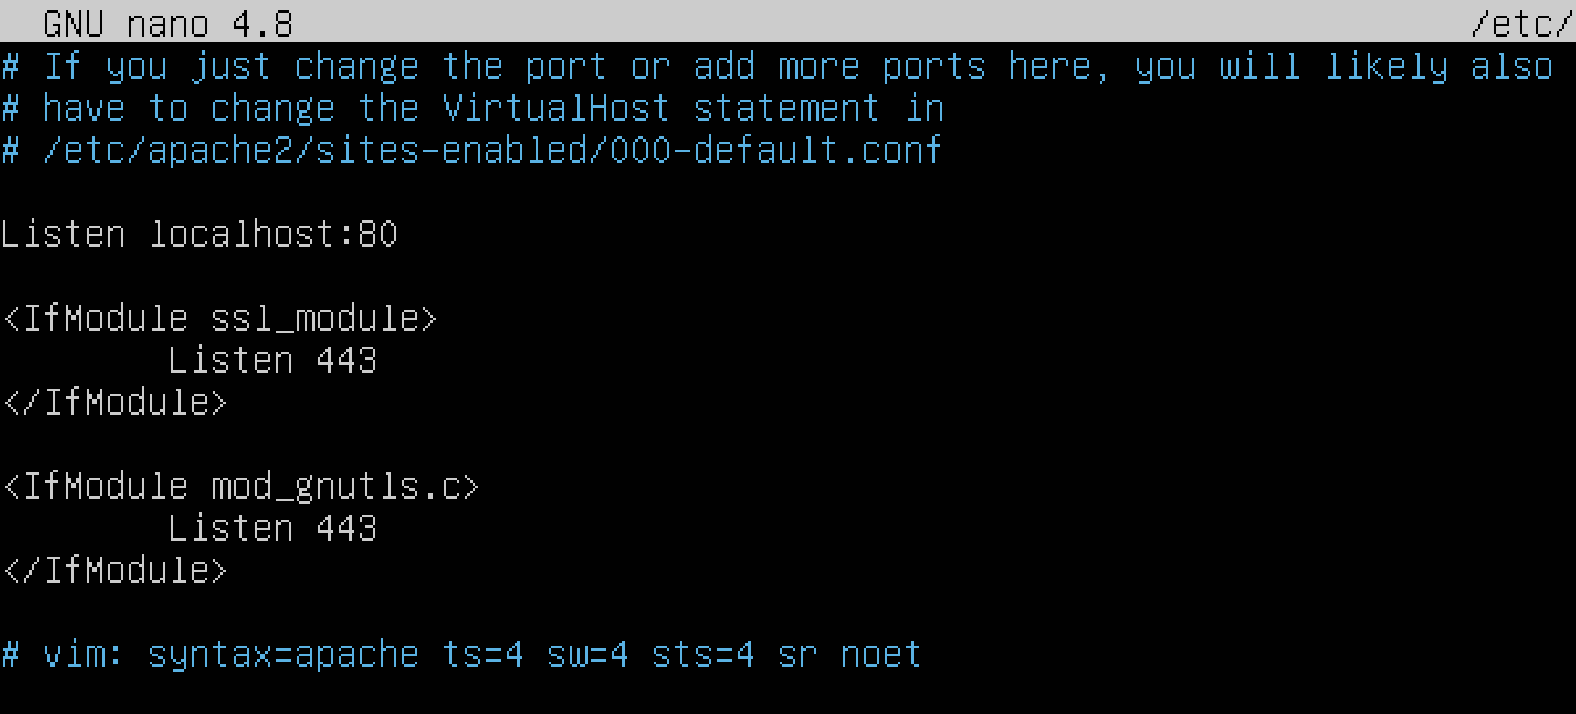 GNU nano 4.8 /etc/
# If you just change the port or add more ports here, you will likely also
# have to change the VirtualHost statement in
# /etc/apache2/sites-enabled/000-default.conf
Listen localhost:80
<IfModule ssl_module>
Listen 443
</IfModule>
<IfModule mod_gnutls.c>
Listen 443
</IfModule>
# vim: syntax=apache ts=4 sw=4 sts=4 sr noet